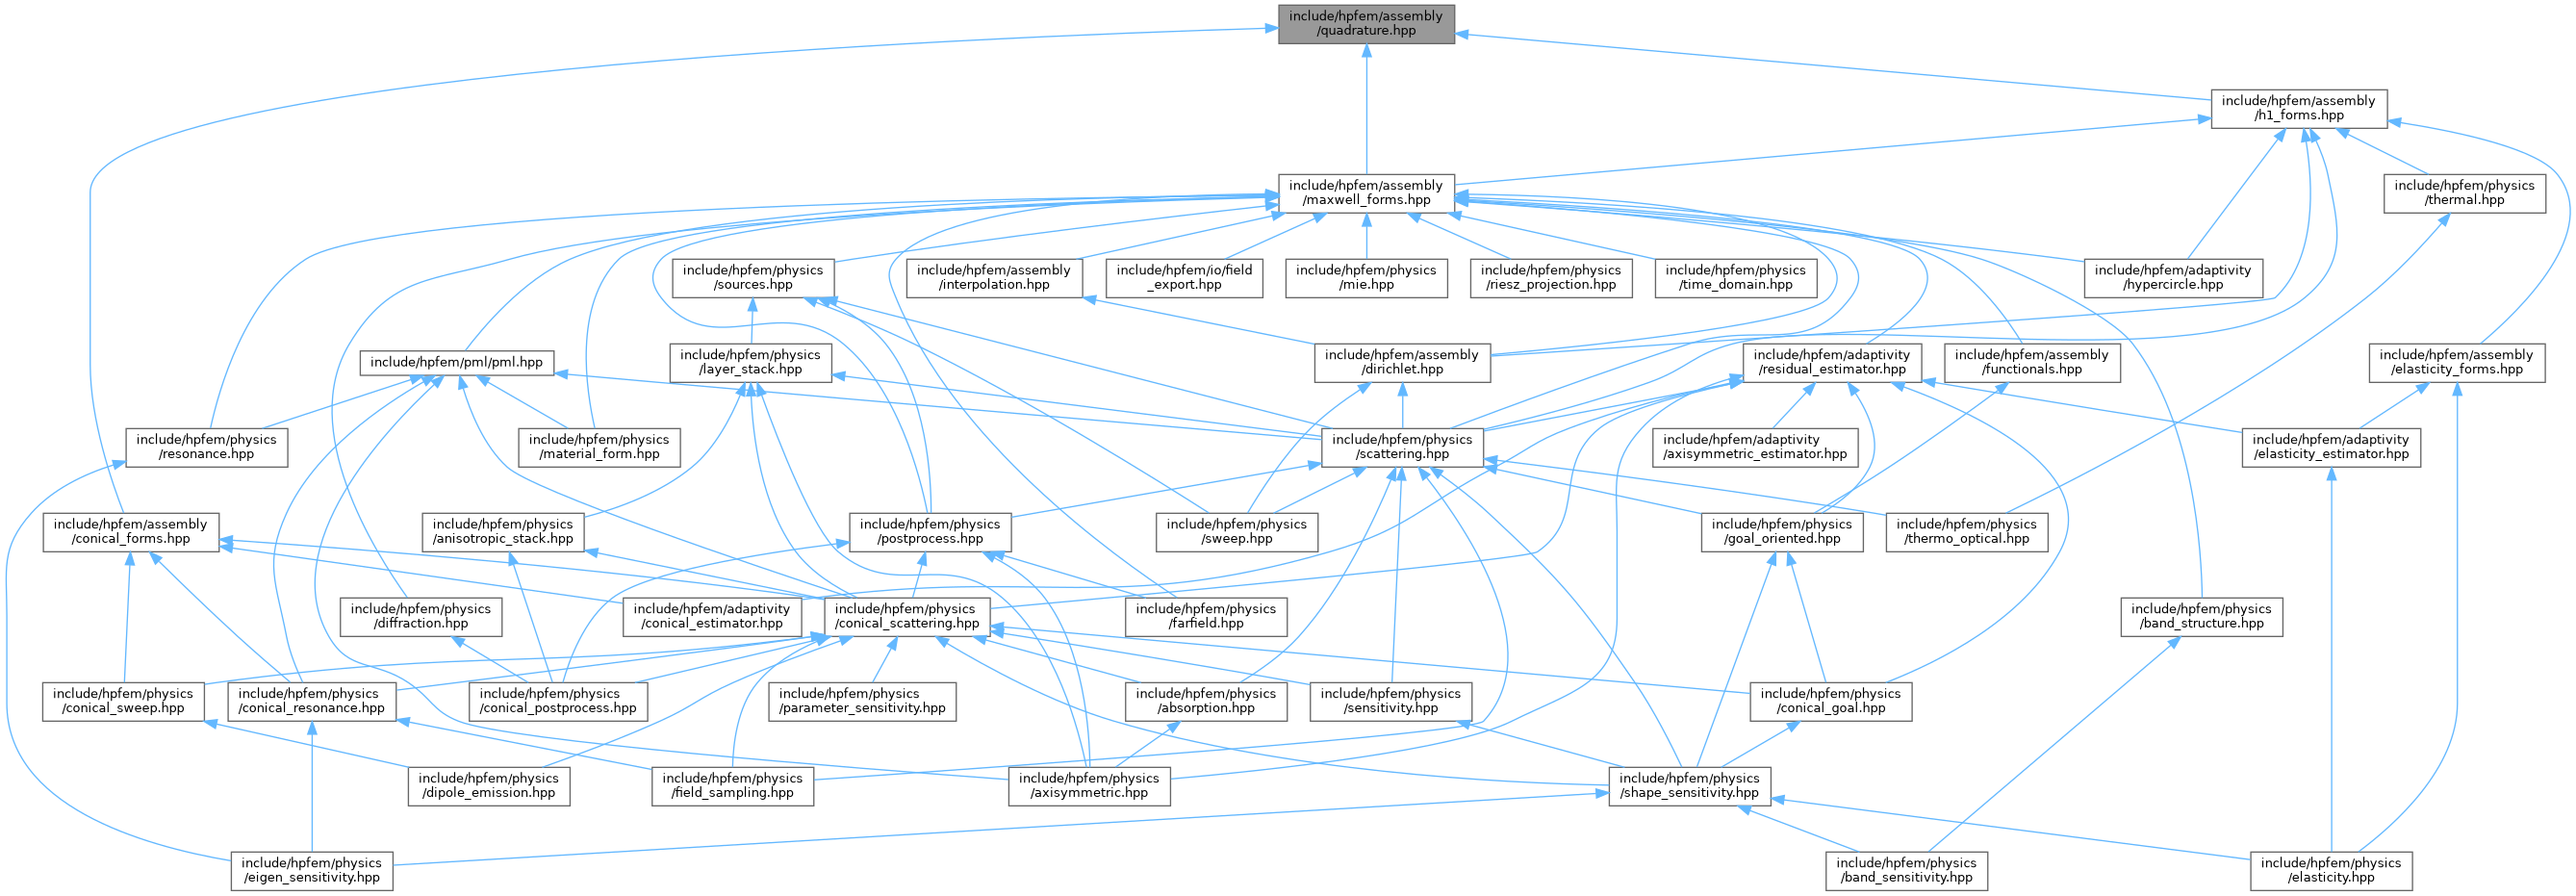 include/hpfem/assembly
/quadrature.hpp
include/hpfem/assembly
/h1_forms.hpp
include/hpfem/assembly
/maxwell_forms.hpp
include/hpfem/physics
/thermal.hpp
include/hpfem/physics
/sources.hpp
include/hpfem/assembly
/interpolation.hpp
include/hpfem/io/field
_export.hpp
include/hpfem/physics
/mie.hpp
include/hpfem/physics
/riesz_projection.hpp
include/hpfem/physics
/time_domain.hpp
include/hpfem/adaptivity
/hypercircle.hpp
include/hpfem/pml/pml.hpp
include/hpfem/physics
/layer_stack.hpp
include/hpfem/assembly
/dirichlet.hpp
include/hpfem/adaptivity
/residual_estimator.hpp
include/hpfem/assembly
/functionals.hpp
include/hpfem/assembly
/elasticity_forms.hpp
include/hpfem/physics
/resonance.hpp
include/hpfem/physics
/material_form.hpp
include/hpfem/physics
/scattering.hpp
include/hpfem/adaptivity
/axisymmetric_estimator.hpp
include/hpfem/adaptivity
/elasticity_estimator.hpp
include/hpfem/assembly
/conical_forms.hpp
include/hpfem/physics
/anisotropic_stack.hpp
include/hpfem/physics
/postprocess.hpp
include/hpfem/physics
/sweep.hpp
include/hpfem/physics
/goal_oriented.hpp
include/hpfem/physics
/thermo_optical.hpp
include/hpfem/physics
/diffraction.hpp
include/hpfem/adaptivity
/conical_estimator.hpp
include/hpfem/physics
/conical_scattering.hpp
include/hpfem/physics
/farfield.hpp
include/hpfem/physics
/band_structure.hpp
include/hpfem/physics
/conical_sweep.hpp
include/hpfem/physics
/conical_resonance.hpp
include/hpfem/physics
/conical_postprocess.hpp
include/hpfem/physics
/parameter_sensitivity.hpp
include/hpfem/physics
/absorption.hpp
include/hpfem/physics
/sensitivity.hpp
include/hpfem/physics
/conical_goal.hpp
include/hpfem/physics
/dipole_emission.hpp
include/hpfem/physics
/field_sampling.hpp
include/hpfem/physics
/axisymmetric.hpp
include/hpfem/physics
/shape_sensitivity.hpp
include/hpfem/physics
/eigen_sensitivity.hpp
include/hpfem/physics
/band_sensitivity.hpp
include/hpfem/physics
/elasticity.hpp